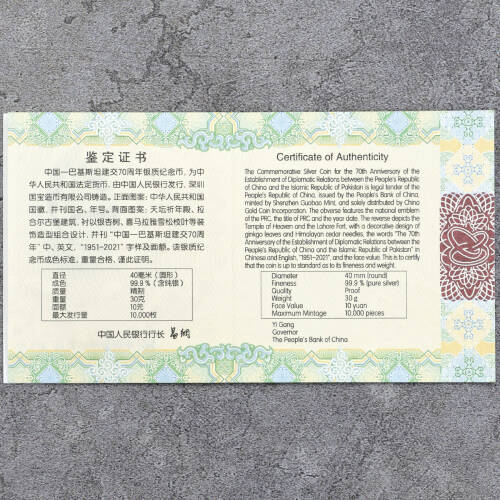 鉴定证书
中国—巴基斯坦建交70周年银质纪念币，为中
华人民共和国法定货币，由中国人民银行发行，深圳
国宝造币有限公司铸造。正面图案：中华人民共和国
国徽，并刊国名、年号。背面图案：天坛祈年殿、拉
合尔古堡建筑，衬以银杏树、喜马拉雅雪松枝叶等装
饰造型组合设计，并刊“中国—巴基斯坦建交70周
年”中、英文，“1951-2021”字样及面额。该银质纪
念币成色标准，重量合格，谨此证明。
直径 40毫米（圆形）
成色 99.9%（含纯银）
质量 精制
重量 30克
面额 10元
最大发行量 10,000枚
中国人民银行行长 易纲
Certificate of Authenticity
The Commemorative Silver Coin for the 70th Anniversary of the
Establishment of Diplomatic Relations between the People's Republic
of China and the Islamic Republic of Pakistan is legal tender of the
People's Republic of China, issued by the People's Bank of China,
minted by Shenzhen Guobao Mint, and solely distributed by China
Gold Coin Incorporation. The obverse features the national emblem
of the PRC, title of the PRC and the year date. The reverse depicts the
Temple of Heaven and the Lahore Fort, with a decorative design of
ginkgo leaves and Himalayan cedar needles, the words "The 70th
Anniversary of the Establishment of Diplomatic Relations between the
People's Republic of China and the Islamic Republic of Pakistan" in
Chinese and English, "1951-2021", and the face value. This is to certify
that the coin is up to standard as to its fineness and weight.
Diameter 40 mm (round)
Fineness 99.9% (pure silver)
Quality Proof
Weight 30 g
Face Value 10 yuan
Maximum Mintage 10,000 pieces
Yi Gang
Governor
The People's Bank of China